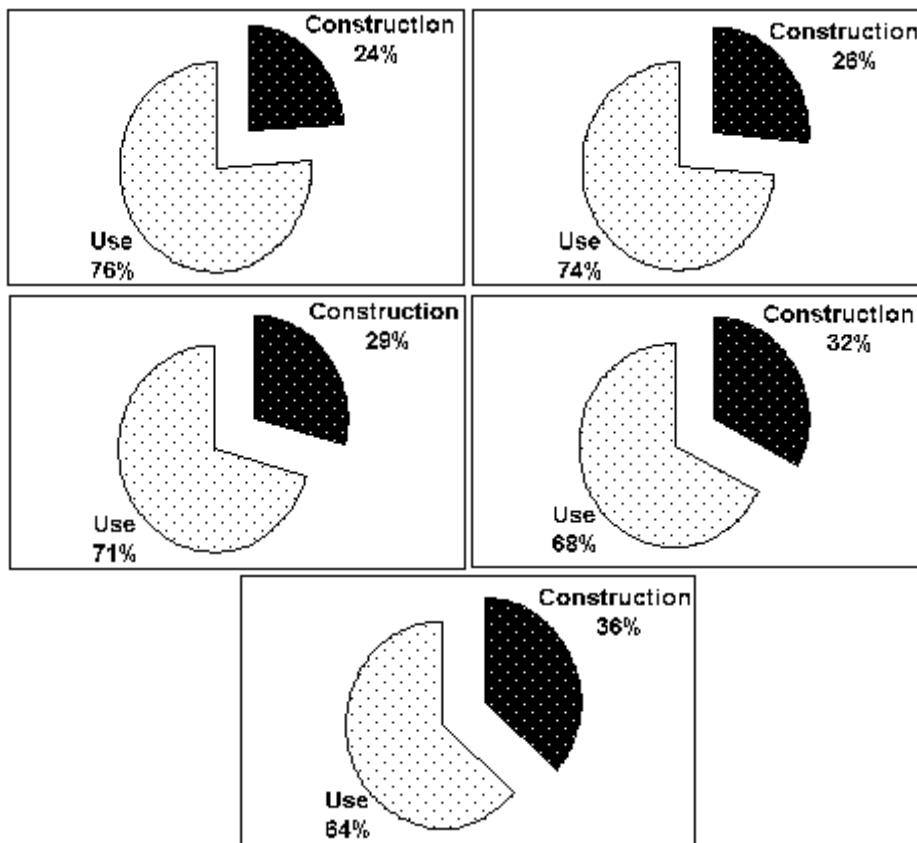 Construction
24%
Use
76%
Construction
26%
Use
74%
Construction
29%
Use
71%
Construction
32%
Use
68%
Construction
36%
Use
64%